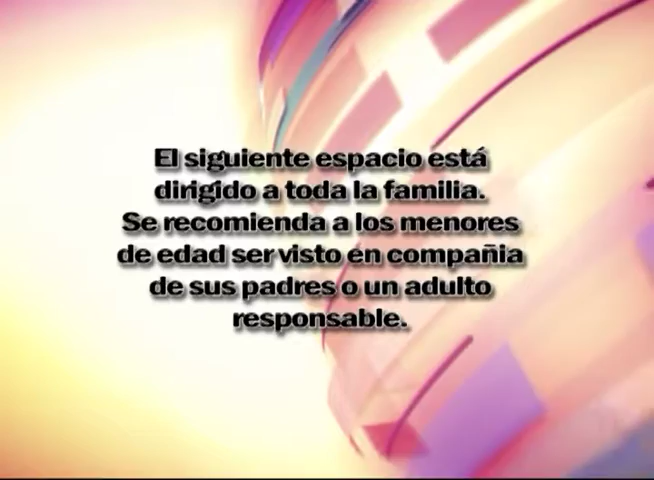 El siguiente espacio está
dirigido a toda la familia.
Se recomienda a los menores
de edad ser visto en compañia
de sus padres o un adulto
responsable.